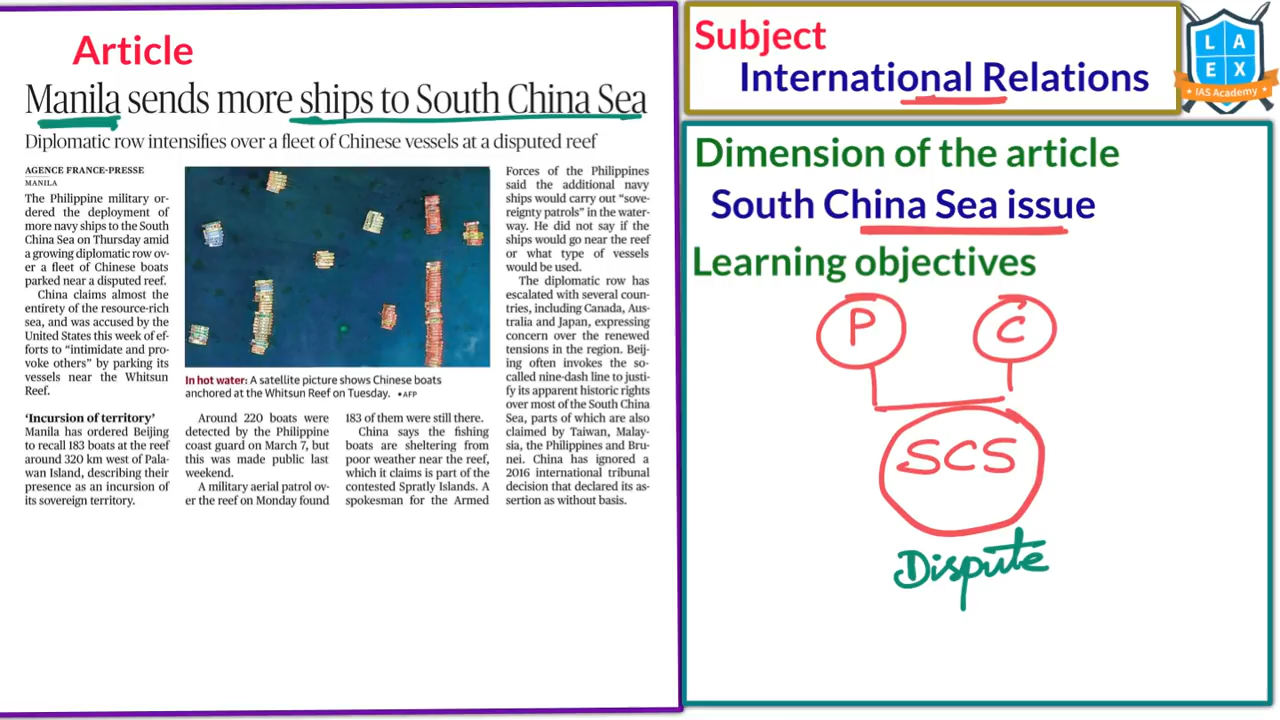 Article
Manila sends more ships to South China Sea
Diplomatic row intensifies over a fleet of Chinese vessels at a disputed reef
AGENCE FRANCE-PRESSE
MANILA
The Philippine military or-
dered the deployment of
more navy ships to the South
China Sea on Thursday amid
a growing diplomatic row ov-
er a fleet of Chinese boats
parked near a disputed reef.
China claims almost the
entirety of the resource-rich
sea, and was accused by the
United States this week of ef-
forts to “intimidate and pro-
voke others” by parking its
vessels near the Whitsun
Reef.
‘Incursion of territory’
Manila has ordered Beijing
to recall 183 boats at the reef
around 320 km west of Pala-
wan Island, describing their
presence as an incursion of
its sovereign territory.
In hot water: A satellite picture shows Chinese boats
anchored at the Whitsun Reef on Tuesday. • AFP
Around 220 boats were
detected by the Philippine
coast guard on March 7, but
this was made public last
weekend.
A military aerial patrol ov-
er the reef on Monday found
183 of them were still there.
China says the fishing
boats are sheltering from
poor weather near the reef,
which it claims is part of the
contested Spratly Islands. A
spokesman for the Armed
Forces of the Philippines
said the additional navy
ships would carry out “sove-
reignty patrols” in the water-
way. He did not say if the
ships would go near the reef
or what type of vessels
would be used.
The diplomatic row has
escalated with several coun-
tries, including Canada, Aus-
tralia and Japan, expressing
concern over the renewed
tensions in the region. Beij-
ing often invokes the so-
called nine-dash line to justi-
fy its apparent historic rights
over most of the South China
Sea, parts of which are also
claimed by Taiwan, Malay-
sia, the Philippines and Bru-
nei. China has ignored a
2016 international tribunal
decision that declared its as-
sertion as without basis.
Subject
International Relations
L A
E X
IAS Academy
Dimension of the article
South China Sea issue
Learning objectives
P C
SCS
Dispute